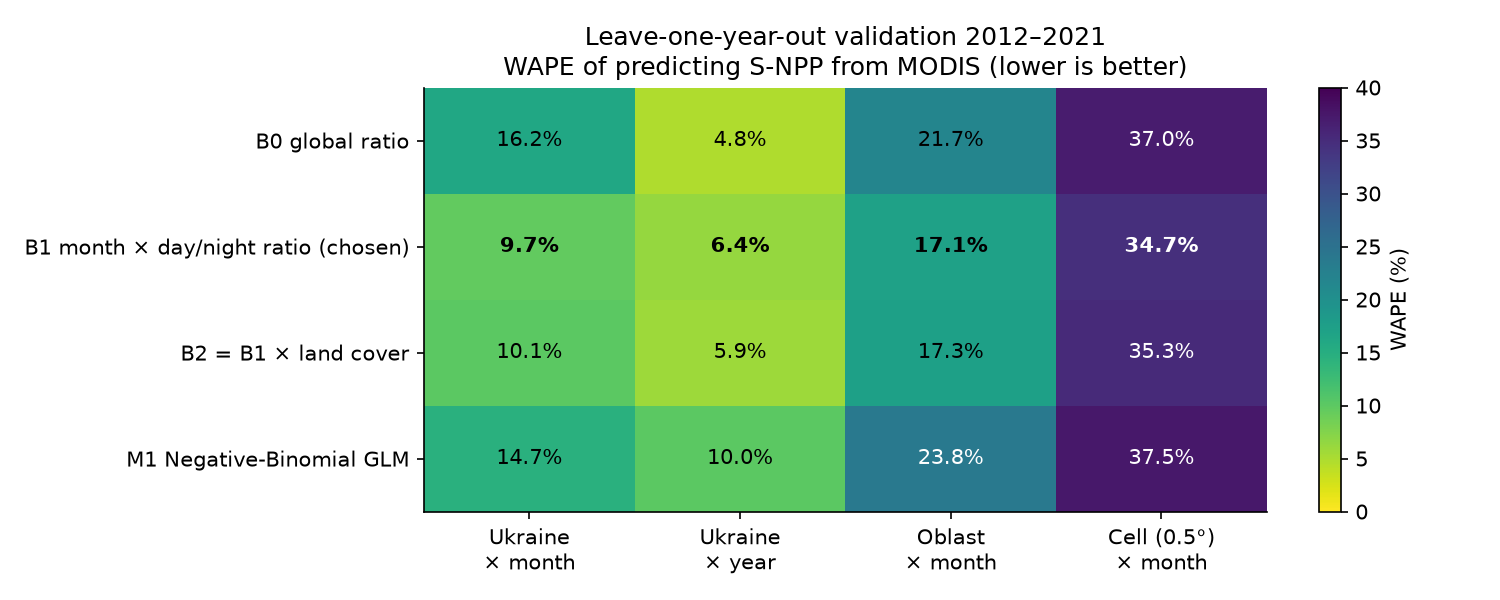 Leave-one-year-out validation 2012–2021
WAPE of predicting S-NPP from MODIS (lower is better)
B0 global ratio
16.2%
4.8%
21.7%
37.0%
B1 month × day/night ratio (chosen)
9.7%
6.4%
17.1%
34.7%
B2 = B1 × land cover
10.1%
5.9%
17.3%
35.3%
M1 Negative-Binomial GLM
14.7%
10.0%
23.8%
37.5%
Ukraine
× month
Ukraine
× year
Oblast
× month
Cell (0.5°)
× month
40
35
30
25
20
15
10
5
0
WAPE (%)